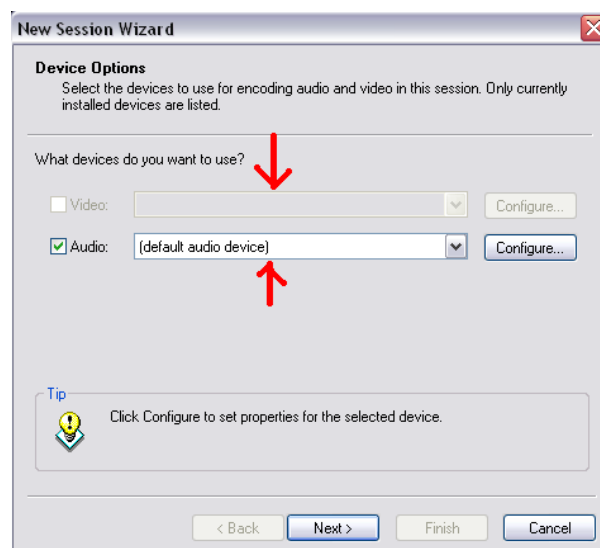 New Session Wizard
Device Options
Select the devices to use for encoding audio and video in this session. Only currently
installed devices are listed.
What devices do you want to use?
Video:
Configure...
Audio:
(default audio device)
Configure...
Tip
Click Configure to set properties for the selected device.
< Back
Next >
Finish
Cancel